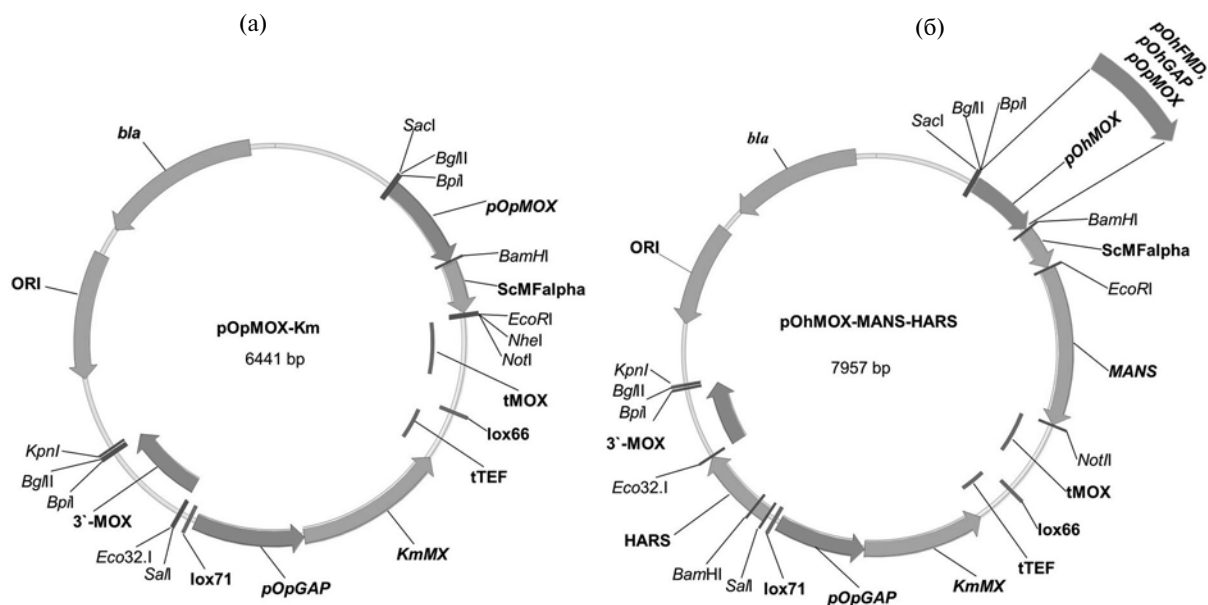 (а)
bla
SacI
BglII
BpiI
pOpMOX
BamHI
ScMFalpha
EcoRI
NheI
NotI
tMOX
lox66
tTEF
KmMX
pOpGAP
lox71
SalI
Eco32.I
3`-MOX
BpiI
BglII
KpnI
ORI
pOpMOX-Km
6441 bp
(б)
pOhFMD,
pOhGAP
pOpMOX
bla
SacI
BglII
BpiI
pOhMOX
BamHI
ScMFalpha
EcoRI
MANS
NotII
tMOX
lox66
tTEF
KmMX
pOpGAP
lox71
SalI
BamHI
HARS
Eco32.I
3`-MOX
BpiI
BglII
KpnI
ORI
pOhMOX-MANS-HARS
7957 bp